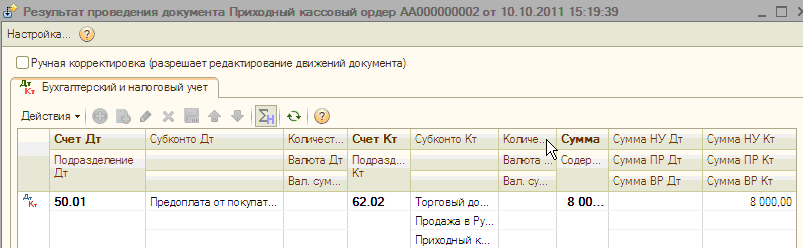 Результат проведения документа Приходный кассовый ордер АА000000002 от 10.10.2011 15:19:39
Настройка...
Ручная корректировка (разрешает редактирование движений документа)
Дт Кт Бухгалтерский и налоговый учет
Действия
Счет Дт Субконто Дт Количест... Счет Кт Субконто Кт Количе... Сумма Сумма НУ Дт Сумма НУ Кт
Подразделение Дт Валюта Дт Подразд... Кт Валюта ... Содер... Сумма ПР Дт Сумма ПР Кт
Вал. сум... Вал. су... Сумма ВР Дт Сумма ВР Кт
Дт Кт 50.01 Предоплата от покупат... 62.02 Торговый до... 8 00... 8 000,00
Продажа в Ру...
Приходный к...